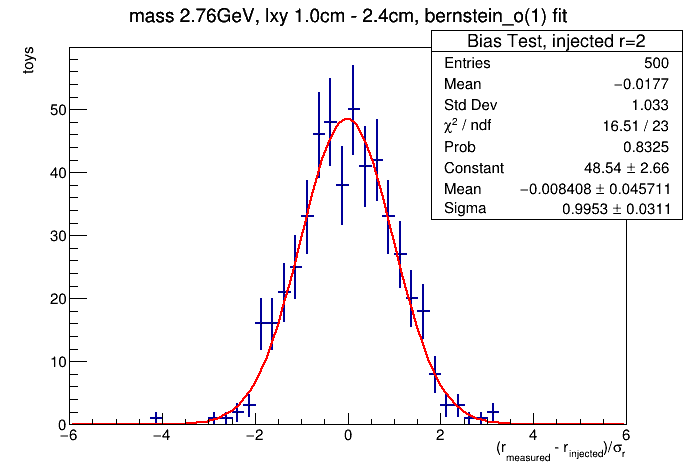 mass 2.76GeV, lxy 1.0cm - 2.4cm, bernstein_o(1) fit
Bias Test, injected r=2
Entries 500
Mean −0.0177
Std Dev 1.033
χ² / ndf 16.51 / 23
Prob 0.8325
Constant 48.54 ± 2.66
Mean −0.008408 ± 0.045711
Sigma 0.9953 ± 0.0311
toys
50
40
30
20
10
0
−6 −4 −2 0 2 4 6
(r_measured - r_injected)/σ_r